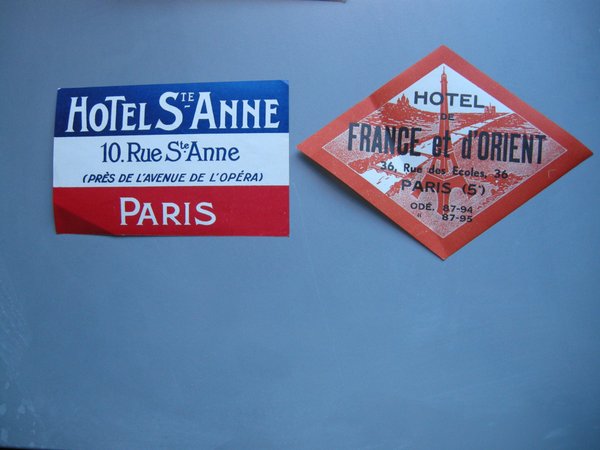 HOTEL STE ANNE
10. Rue Ste Anne
(PRÈS DE L'AVENUE DE L'OPÉRA)
PARIS
HOTEL
DE
FRANCE et d'ORIENT
36, Rue des Ecoles, 36
PARIS (5e)
ODÉ. 87-94
" 87-95